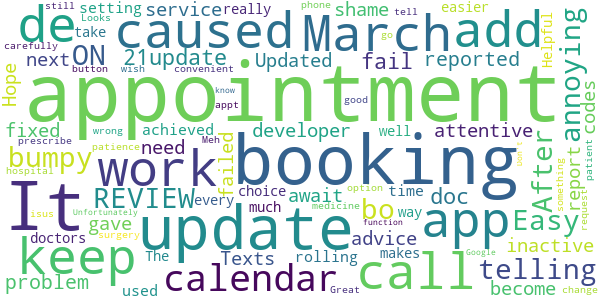 still Looks setting service really phone tell easier
carefully de take caused March add shame go Helpful annoying
button wish convenient next ON 21update Updated fail reported
Hope know appt good
appointment
fixed wrong achieved developer well attentive After report codes
prescribe patience Meh failed
bumpy work need booking
hospital REVIEW every choice await doc time option bo app Easy something patient
It isus gave much way advice inactive request
doctors Unfortunately update medicine makes
keep surgery The Texts rolling call telling
problem used calendar Great function Google become change